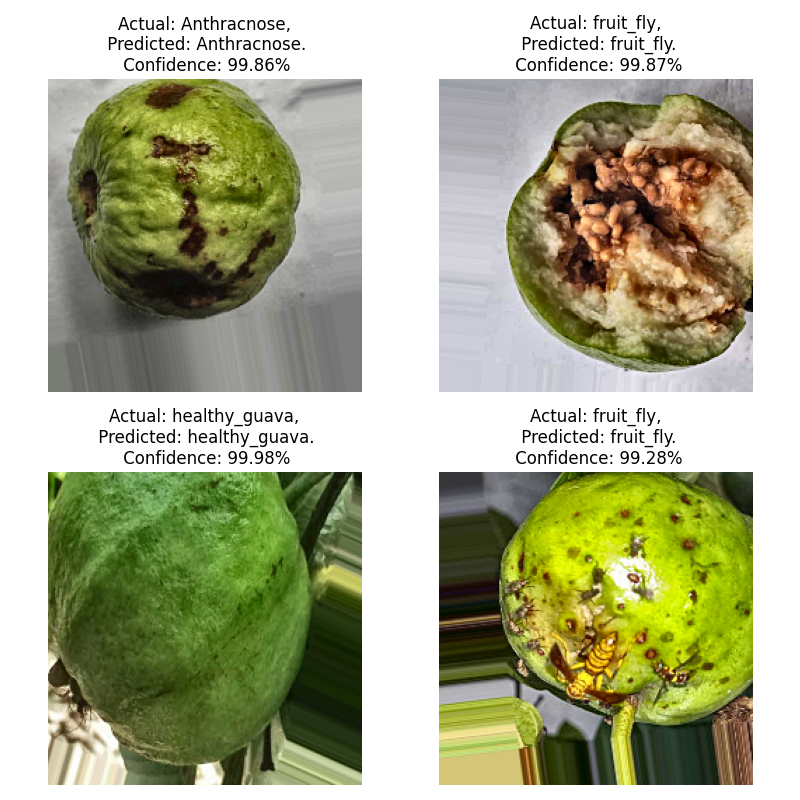 Actual: Anthracnose,
Predicted: Anthracnose.
Confidence: 99.86%
Actual: fruit_fly,
Predicted: fruit_fly.
Confidence: 99.87%
Actual: healthy_guava,
Predicted: healthy_guava.
Confidence: 99.98%
Actual: fruit_fly,
Predicted: fruit_fly.
Confidence: 99.28%